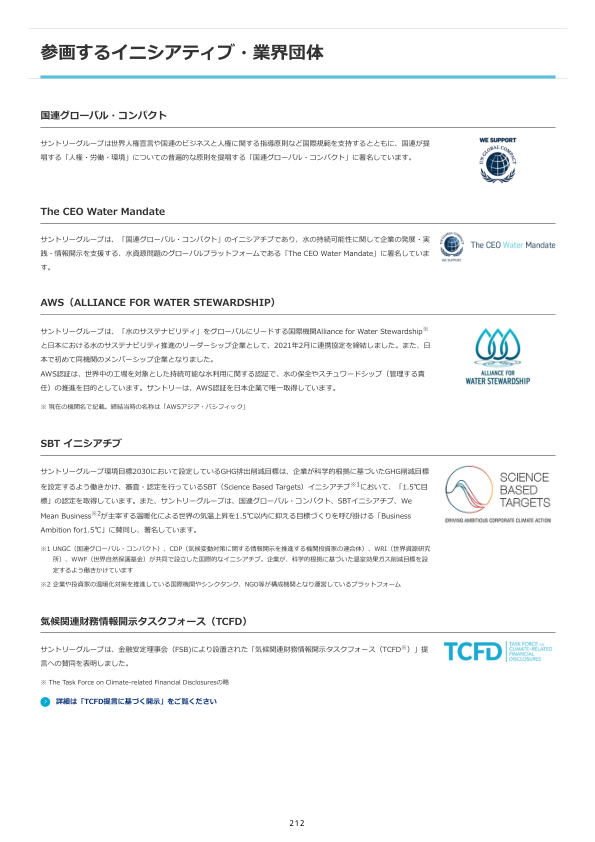 参画するイニシアティブ・業界団体
国連グローバル・コンパクト
サントリーグループは世界人権宣言や国連のビジネスと人権に関する指導原則など国際規範を支持するとともに、国連が提
唱する「人権・労働・環境」についての普遍的な原則を提唱する「国連グローバル・コンパクト」に署名しています。
WE SUPPORT
UN GLOBAL COMPACT
The CEO Water Mandate
サントリーグループは、「国連グローバル・コンパクト」のイニシアチブであり、水の持続可能性に関して企業の発展・実
践・情報開示を支援する、水資源問題のグローバルプラットフォームである「The CEO Water Mandate」に署名していま
す。
WE SUPPORT
The CEO Water Mandate
AWS（ALLIANCE FOR WATER STEWARDSHIP）
サントリーグループは、「水のサステナビリティ」をグローバルにリードする国際機関Alliance for Water Stewardship※
と日本における水のサステナビリティ推進のリーダーシップ企業として、2021年2月に連携協定を締結しました。また、日
本で初めて同機関のメンバーシップ企業となりました。
AWS認証は、世界中の工場を対象とした持続可能な水利用に関する認証で、水の保全やスチュワードシップ（管理する責
任）の推進を目的としています。サントリーは、AWS認証を日本企業で唯一取得しています。
※ 現在の機関名で記載。締結当時の名称は「AWSアジア・パシフィック」
ALLIANCE FOR
WATER STEWARDSHIP
SBT イニシアチブ
サントリーグループ環境目標2030において設定しているGHG排出削減目標は、企業が科学的根拠に基づいたGHG削減目標
を設定するよう働きかけ、審査・認定を行っているSBT（Science Based Targets）イニシアチブ※1において、「1.5℃目
標」の認定を取得しています。また、サントリーグループは、国連グローバル・コンパクト、SBTイニシアチブ、We
Mean Business※2が主宰する温暖化による世界の気温上昇を1.5℃以内に抑える目標づくりを呼び掛ける「Business
Ambition for1.5℃」に賛同し、署名しています。
※1 UNGC（国連グローバル・コンパクト）、CDP（気候変動対策に関する情報開示を推進する機関投資家の連合体）、WRI（世界資源研究
所）、WWF（世界自然保護基金）が共同で設立した国際的なイニシアチブ。企業が、科学的根拠に基づいた温室効果ガス削減目標を設
定するよう働きかけています
※2 企業や投資家の温暖化対策を推進している国際機関やシンクタンク、NGO等が構成機関となり運営しているプラットフォーム
SCIENCE
BASED
TARGETS
DRIVING AMBITIOUS CORPORATE CLIMATE ACTION
気候関連財務情報開示タスクフォース（TCFD）
サントリーグループは、金融安定理事会（FSB)により設置された「気候関連財務情報開示タスクフォース（TCFD※）」提
言への賛同を表明しました。
※ The Task Force on Climate-related Financial Disclosuresの略
詳細は「TCFD提言に基づく開示」をご覧ください
TCFD
TASK FORCE ON
CLIMATE-RELATED
FINANCIAL
DISCLOSURES
212